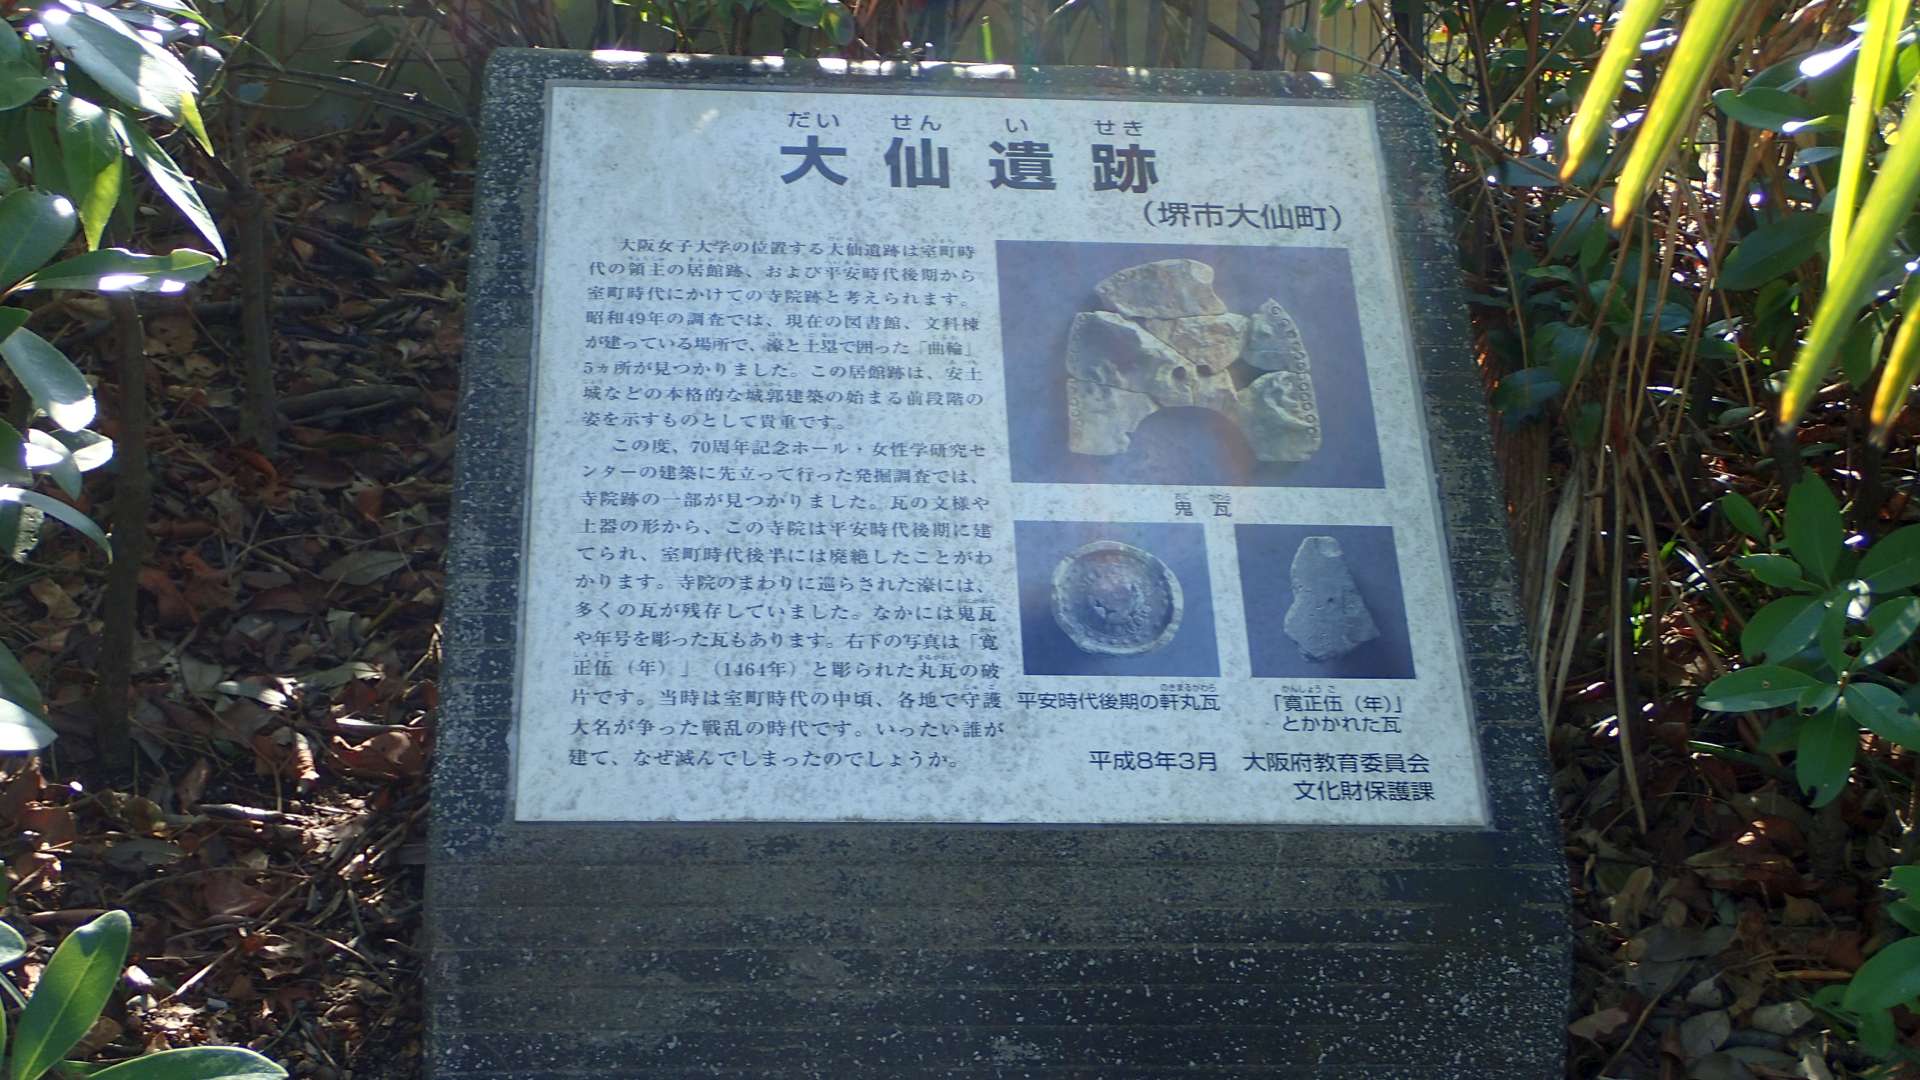 だい せん い せき
大仙遺跡
（堺市大仙町）
大阪女子大学の位置する大仙遺跡は室町時
代の領主の居館跡、および平安時代後期から
室町時代にかけての寺院跡と考えられます。
昭和49年の調査では、現在の図書館、文科棟
が建っている場所で、濠と土塁で囲った「曲輪」
5ヵ所が見つかりました。この居館跡は、安土
城などの本格的な城郭建築の始まる前段階の
姿を示すものとして貴重です。
この度、70周年記念ホール・女性学研究セ
ンターの建築に先立って行った発掘調査では、
寺院跡の一部が見つかりました。瓦の文様や
土器の形から、この寺院は平安時代後期に建
てられ、室町時代後半には廃絶したことがわ
かります。寺院のまわりに巡らされた濠には、
多くの瓦が残存していました。なかには鬼瓦
や年号を彫った瓦もあります。右下の写真は「寛
正伍（年）」（1464年）と彫られた丸瓦の破
片です。当時は室町時代の中頃、各地で守護
大名が争った戦乱の時代です。いったい誰が
建て、なぜ滅んでしまったのでしょうか。
おに がわら
鬼瓦
のきまるがわら
平安時代後期の軒丸瓦
かんしょう ご
「寛正伍（年）」
とかかれた瓦
平成8年3月 大阪府教育委員会
文化財保護課